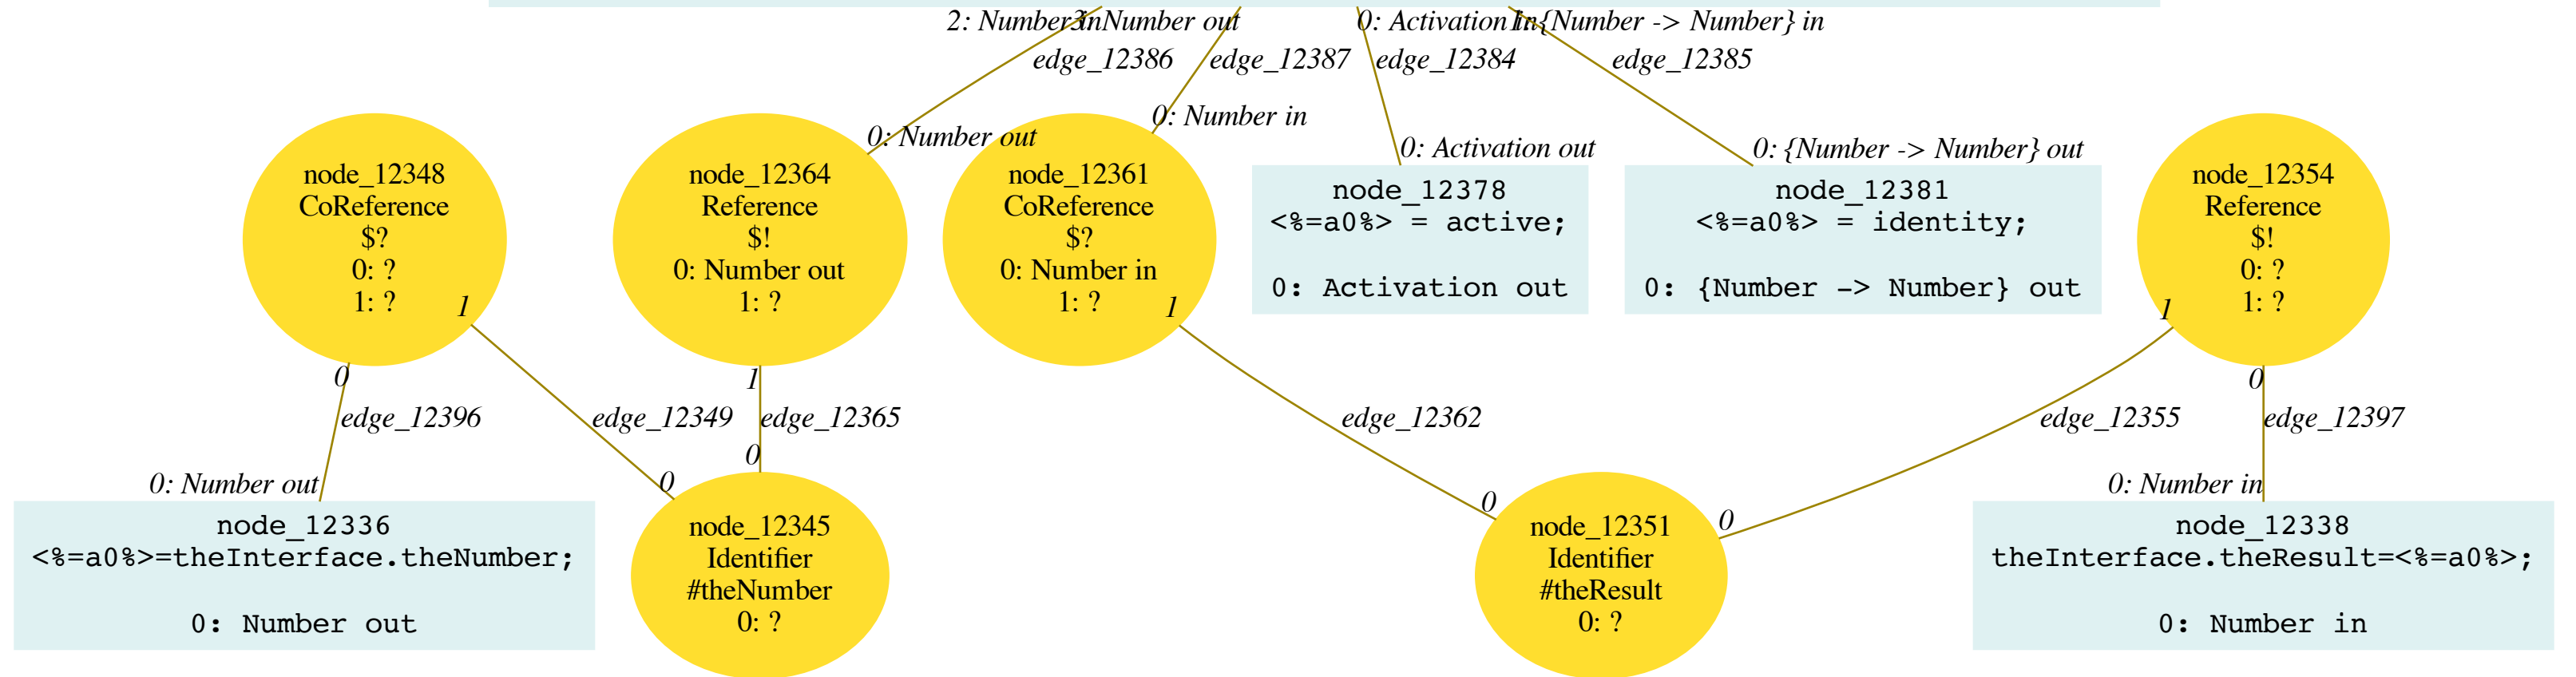 2: Number in
3: Number out
0: Activation in
1: {Number -> Number} in
edge_12386
edge_12387
edge_12384
edge_12385
0: Number out
0: Number in
0: Activation out
0: {Number -> Number} out
node_12348
CoReference
$?
0: ?
1: ?
1
0
node_12364
Reference
$!
0: Number out
1: ?
1
node_12361
CoReference
$?
0: Number in
1: ?
1
node_12378
<%=a0%> = active;
0: Activation out
node_12381
<%=a0%> = identity;
0: {Number -> Number} out
node_12354
Reference
$!
0: ?
1: ?
1
0
edge_12396
edge_12349
edge_12365
edge_12362
edge_12355
edge_12397
0: Number out
0
0
0
0
0: Number in
node_12336
<%=a0%>=theInterface.theNumber;
0: Number out
node_12345
Identifier
#theNumber
0: ?
node_12351
Identifier
#theResult
0: ?
node_12338
theInterface.theResult=<%=a0%>;
0: Number in